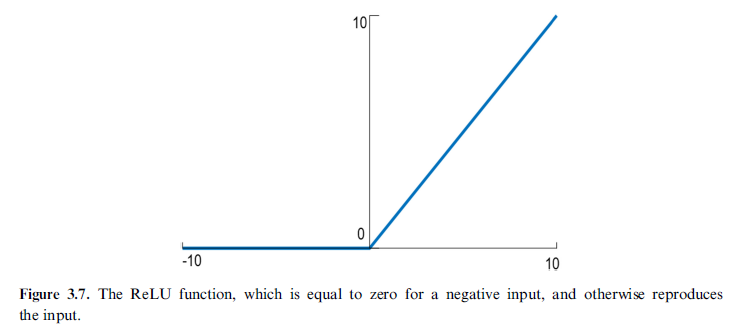 10
0
-10
10
Figure 3.7. The ReLU function, which is equal to zero for a negative input, and otherwise reproduces
the input.